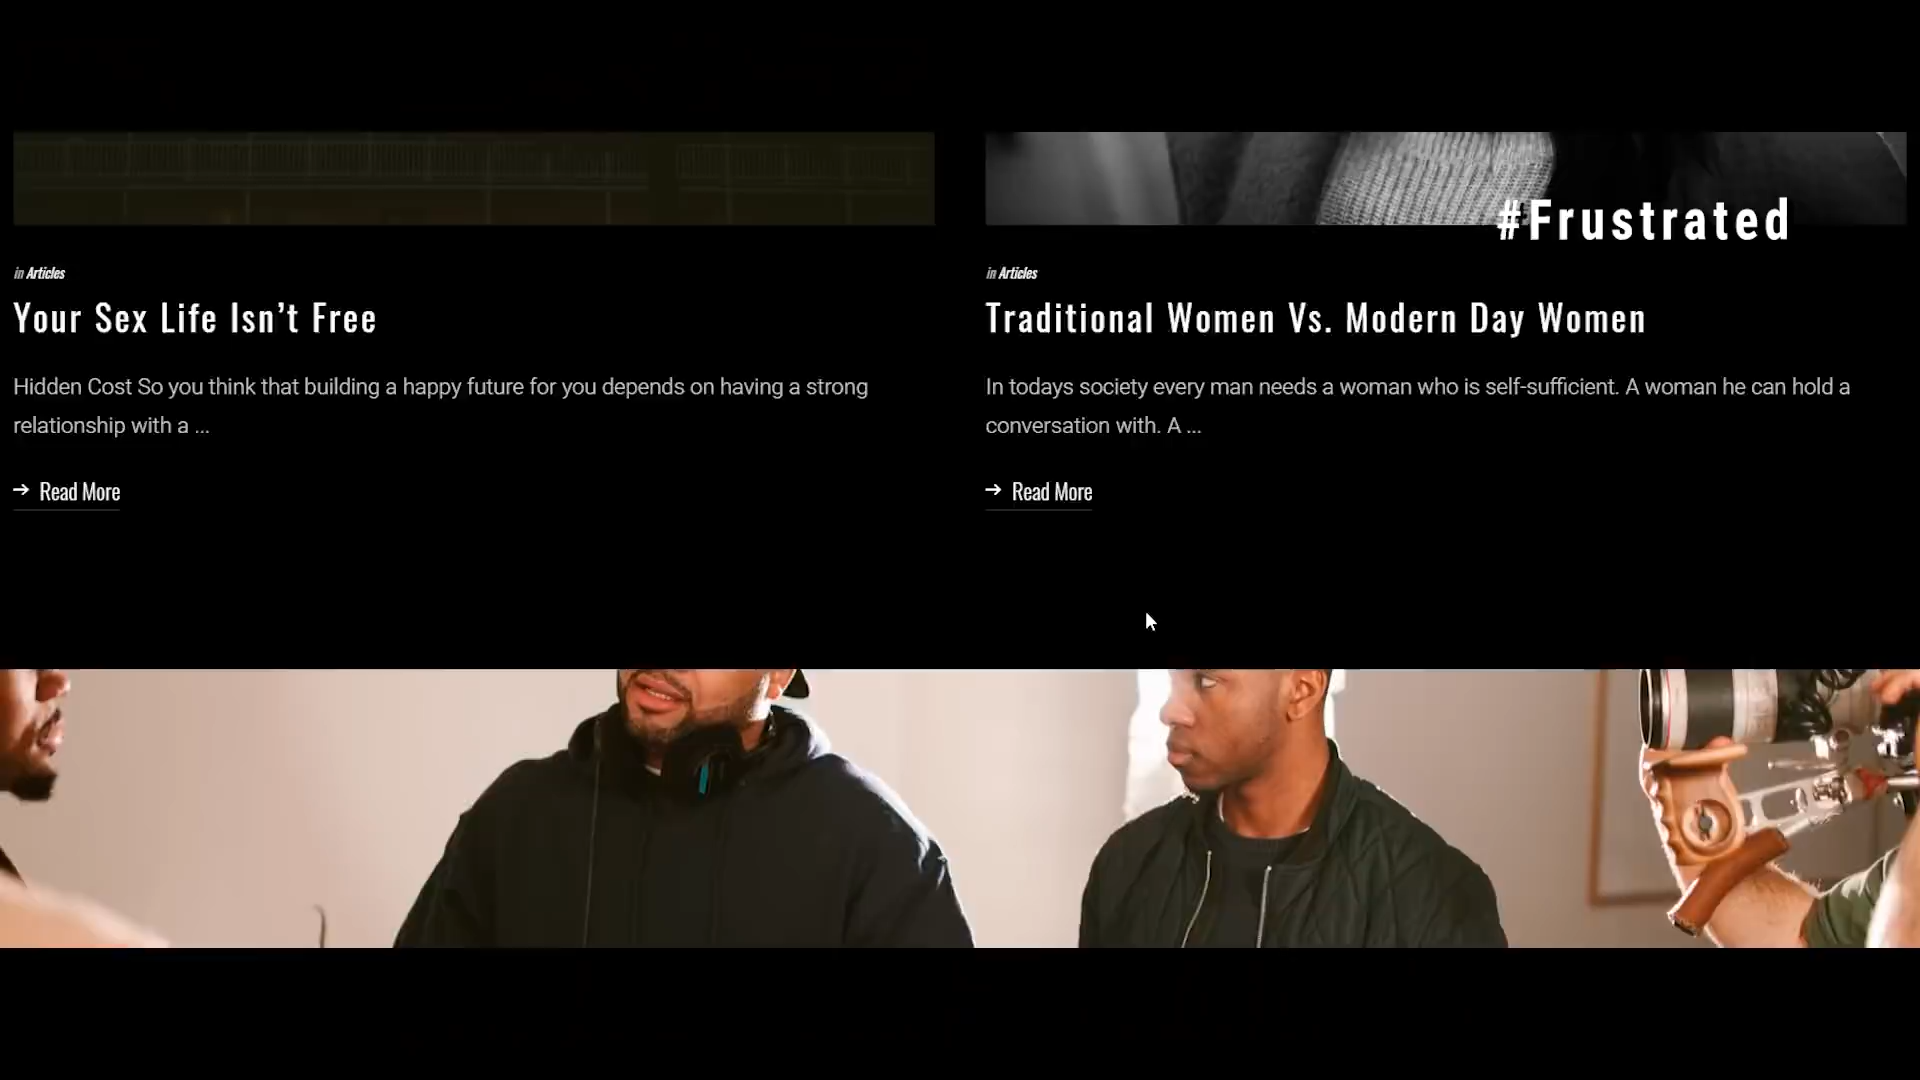 #Frustrated
in Articles
Your Sex Life Isn’t Free
Hidden Cost So you think that building a happy future for you depends on having a strong
relationship with a ...
→ Read More
in Articles
Traditional Women Vs. Modern Day Women
In todays society every man needs a woman who is self-sufficient. A woman he can hold a
conversation with. A ...
→ Read More